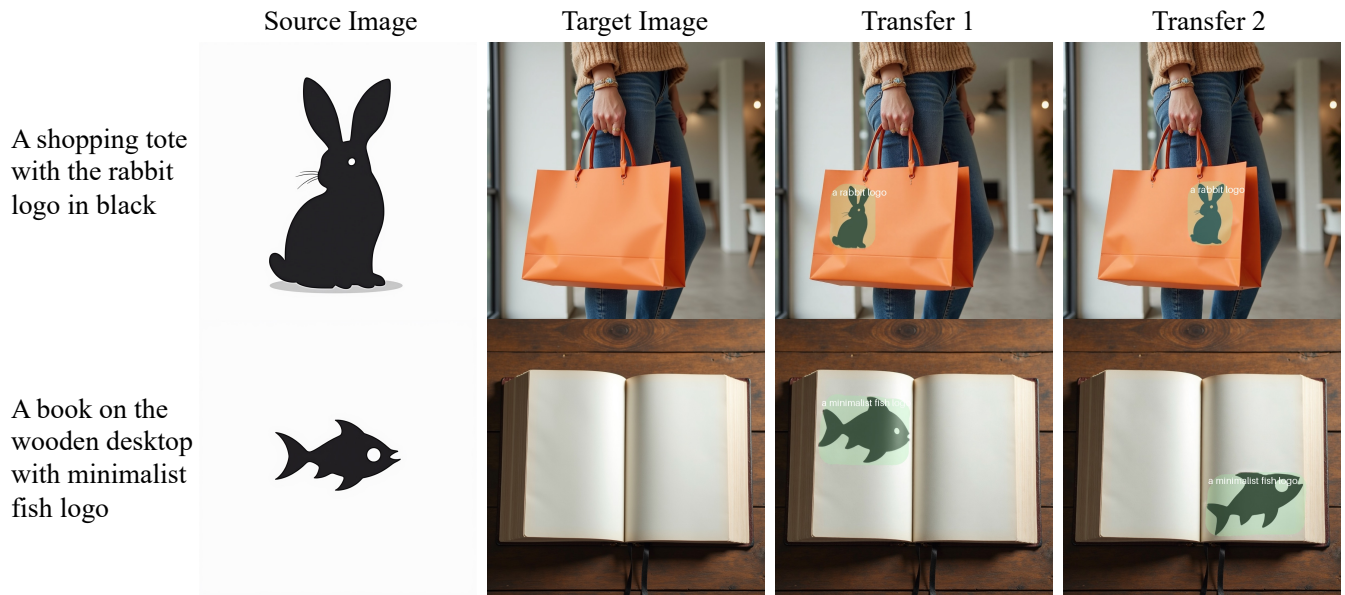 Source Image
Target Image
Transfer 1
Transfer 2
A shopping tote
with the rabbit
logo in black
a rabbit logo
a rabbit logo
A book on the
wooden desktop
with minimalist
fish logo
a minimalist fish logo
a minimalist fish logo